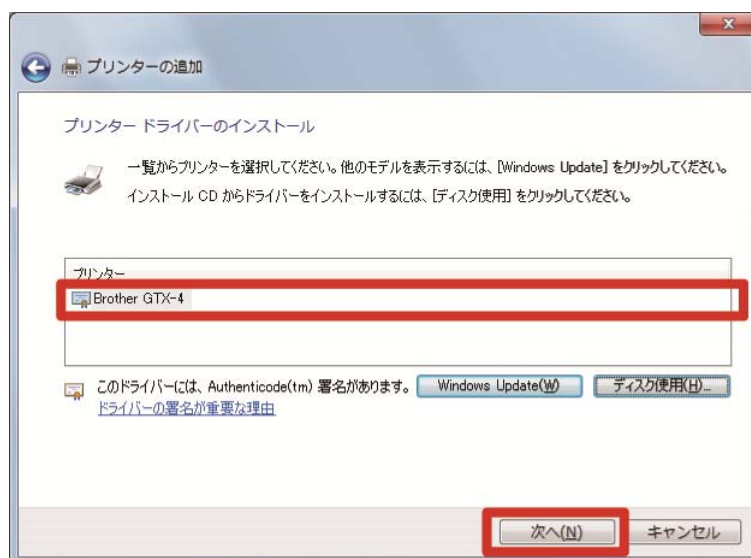 プリンターの追加
プリンター ドライバーのインストール
一覧からプリンターを選択してください。他のモデルを表示するには、[Windows Update] をクリックしてください。
インストール CD からドライバーをインストールするには、[ディスク使用] をクリックしてください。
プリンター
Brother GTX-4
このドライバーには、Authenticode(tm) 署名があります。 Windows Update(W) ディスク使用(H)...
ドライバーの署名が重要な理由
次へ(N) キャンセル